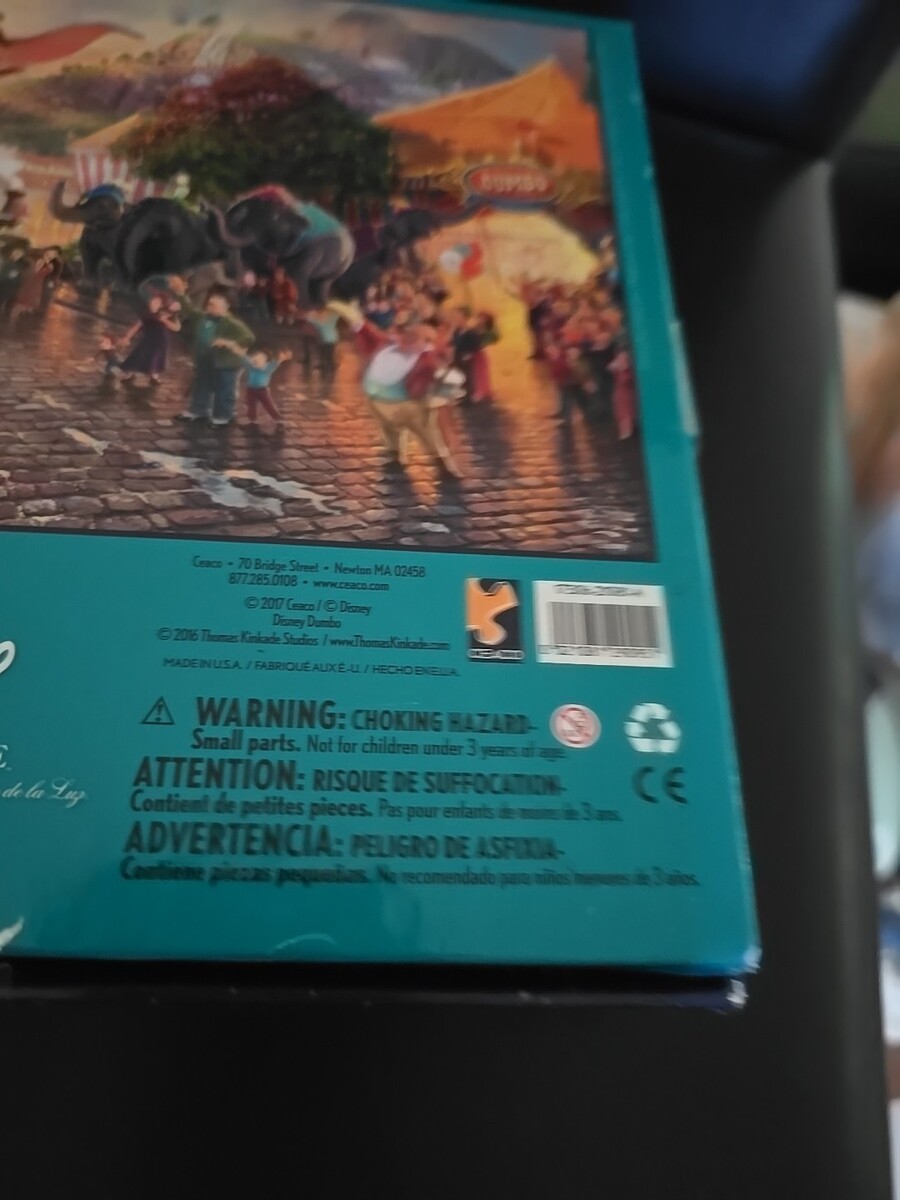 DUMBO
Ceaco • 70 Bridge Street • Newton MA 02458
877.285.0108 • www.ceaco.com
© 2017 Ceaco / © Disney
Disney Dumbo
© 2016 Thomas Kinkade Studios / www.ThomasKinkade.com
MADE IN U.S.A. / FABRIQUÉ AUX É.-U. / HECHO EN E.U.A.
WARNING: CHOKING HAZARD-
Small parts. Not for children under 3 years of age.
ATTENTION: RISQUE DE SUFFOCATION-
Contient de petites pieces. Pas pour enfants de moins de 3 ans.
ADVERTENCIA: PELIGRO DE ASFIXIA-
Contiene piezas pequeñas. No recomendado para niños menores de 3 años.
de la Luz
CE